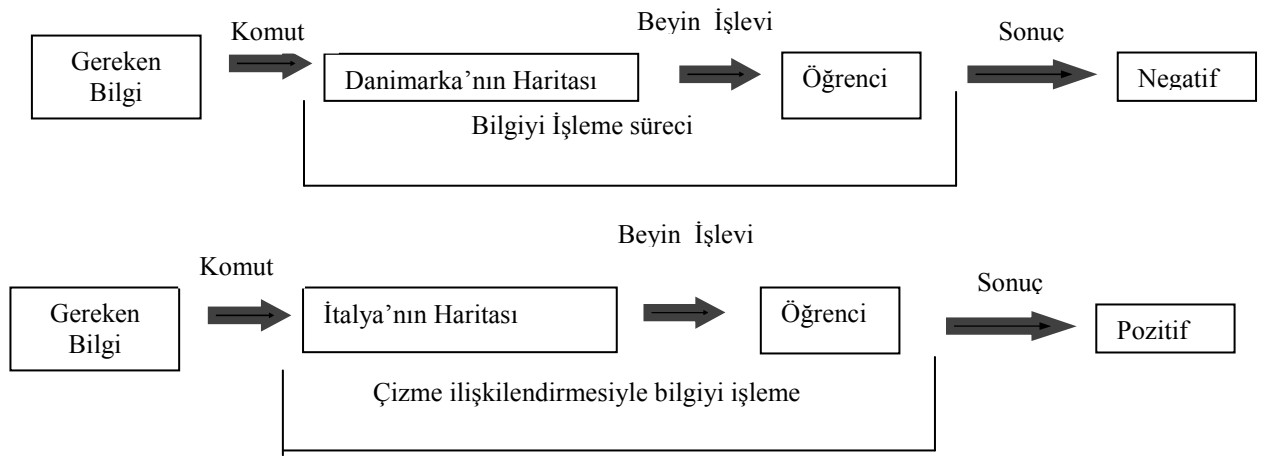 Beyin İşlevi
Komut
Sonuç
Gereken
Bilgi
Danimarka’nın Haritası
Öğrenci
Negatif
Bilgiyi İşleme süreci
Beyin İşlevi
Komut
Sonuç
Gereken
Bilgi
İtalya’nın Haritası
Öğrenci
Pozitif
Çizme ilişkilendirmesiyle bilgiyi işleme